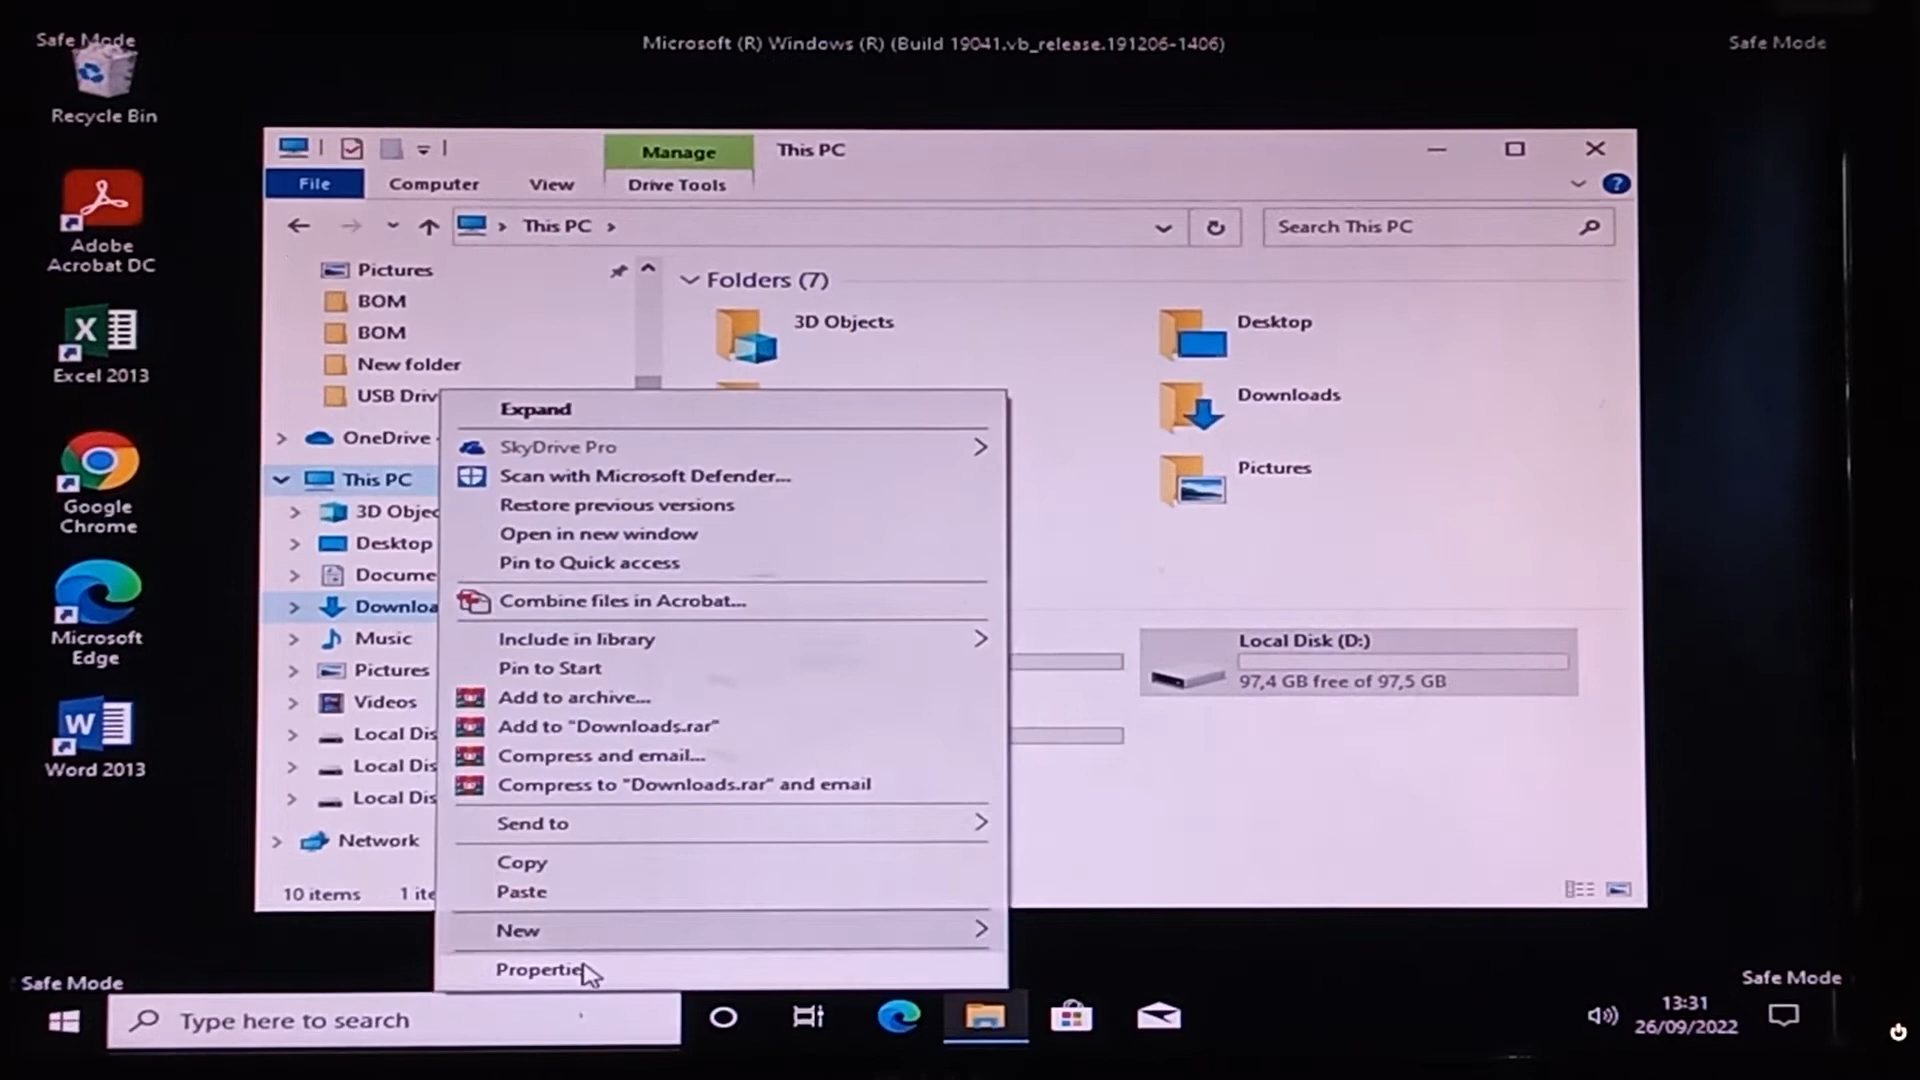 Safe Mode
Microsoft (R) Windows (R) (Build 19041.vb_release.191206-1406)
Safe Mode
Recycle Bin
Adobe
Acrobat DC
Excel 2013
Google
Chrome
Microsoft
Edge
Word 2013
Manage
This PC
File
Computer
View
Drive Tools
This PC
Search This PC
Pictures
BOM
BOM
New folder
USB Driv
OneDrive
This PC
3D Objec
Desktop
Docume
Downloa
Music
Pictures
Videos
Local Dis
Local Dis
Local Dis
Network
10 items
1 ite
Folders (7)
3D Objects
Desktop
Downloads
Pictures
Local Disk (D:)
97,4 GB free of 97,5 GB
Expand
SkyDrive Pro
Scan with Microsoft Defender...
Restore previous versions
Open in new window
Pin to Quick access
Combine files in Acrobat...
Include in library
Pin to Start
Add to archive...
Add to "Downloads.rar"
Compress and email...
Compress to "Downloads.rar" and email
Send to
Copy
Paste
New
Propertie
Safe Mode
Safe Mode
Type here to search
13:31
26/09/2022